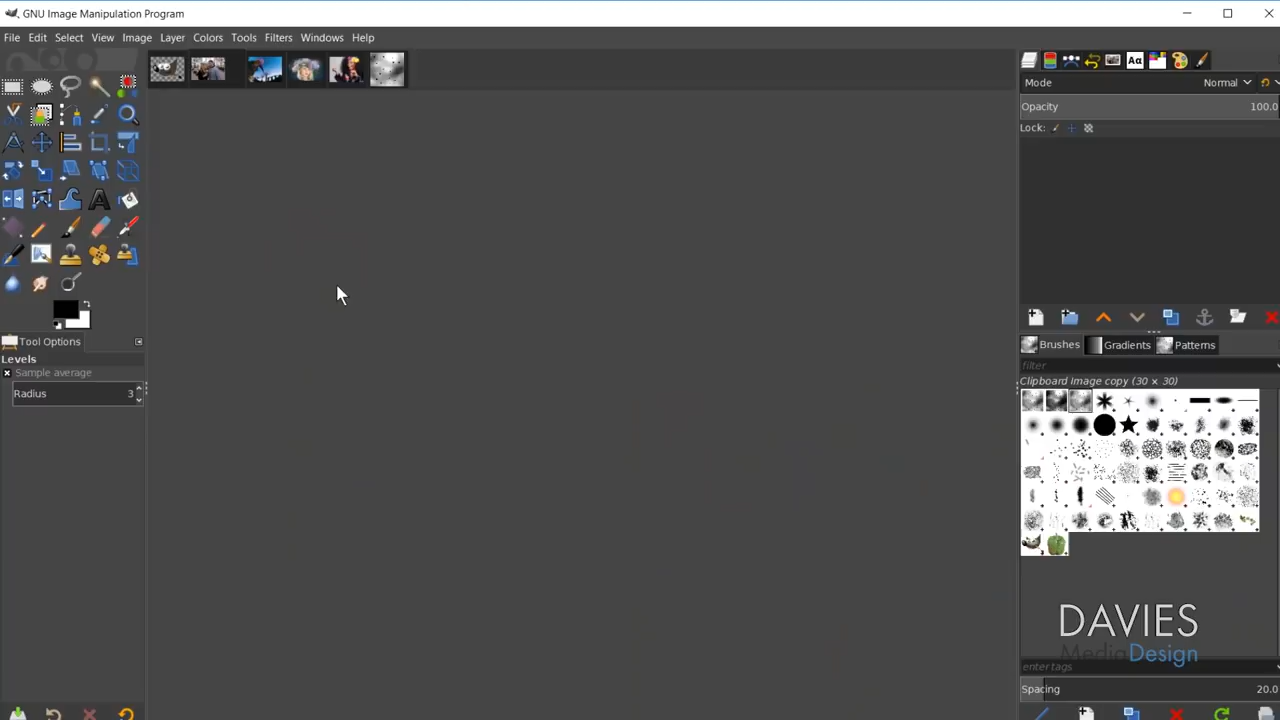 GNU Image Manipulation Program
File Edit Select View Image Layer Colors Tools Filters Windows Help
Mode Normal
Opacity 100.0
Lock:
Tool Options
Levels
Sample average
Radius 3
Brushes Gradients Patterns
filter
Clipboard Image copy (30 × 30)
DAVIES
MediaDesign
enter tags
Spacing 20.0